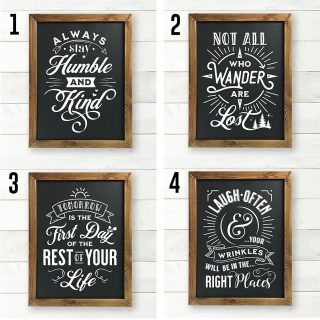 1
ALWAYS
stay
Humble
AND
Kind
2
NOT ALL
WHO
WANDER
ARE
Lost
3
TOMORROW
IS THE
First Day
OF THE
REST OF YOUR
Life
4
LAUGH•OFTEN
&
...YOUR
WRINKLES
WILL BE IN THE...
RIGHT Places